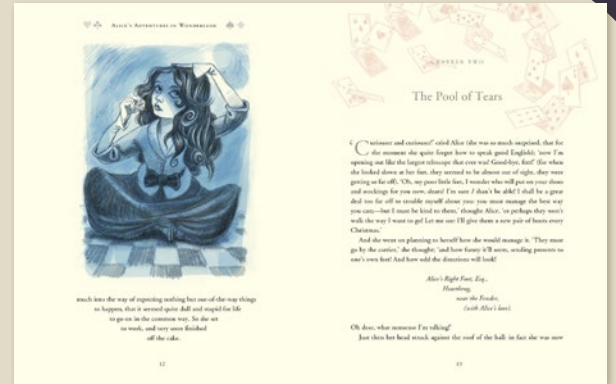 Alice's Adventures in Wonderland
much into the way of expecting nothing but out-of-the-way things
to happen, that it seemed quite dull and stupid for life
to go on in the common way. So she set
to work, and very soon finished
off the cake.
12
CHAPTER TWO
The Pool of Tears
'Curiouser and curiouser!' cried Alice (she was so much surprised, that for
the moment she quite forgot how to speak good English); 'now I'm
opening out like the largest telescope that ever was! Good-bye, feet!' (for when
she looked down at her feet, they seemed to be almost out of sight, they were
getting so far off). 'Oh, my poor little feet, I wonder who will put on your shoes
and stockings for you now, dears? I'm sure I shan't be able! I shall be a great
deal too far off to trouble myself about you: you must manage the best way
you can—but I must be kind to them,' thought Alice, 'or perhaps they won't
walk the way I want to go! Let me see: I'll give them a new pair of boots every
Christmas.'
And she went on planning to herself how she would manage it. 'They must
go by the carrier,' she thought; 'and how funny it'll seem, sending presents to
one's own feet! And how odd the directions will look!
Alice's Right Foot, Esq.,
Hearthrug,
near the Fender,
(with Alice's love).
Oh dear, what nonsense I'm talking!'
Just then her head struck against the roof of the hall: in fact she was now
13